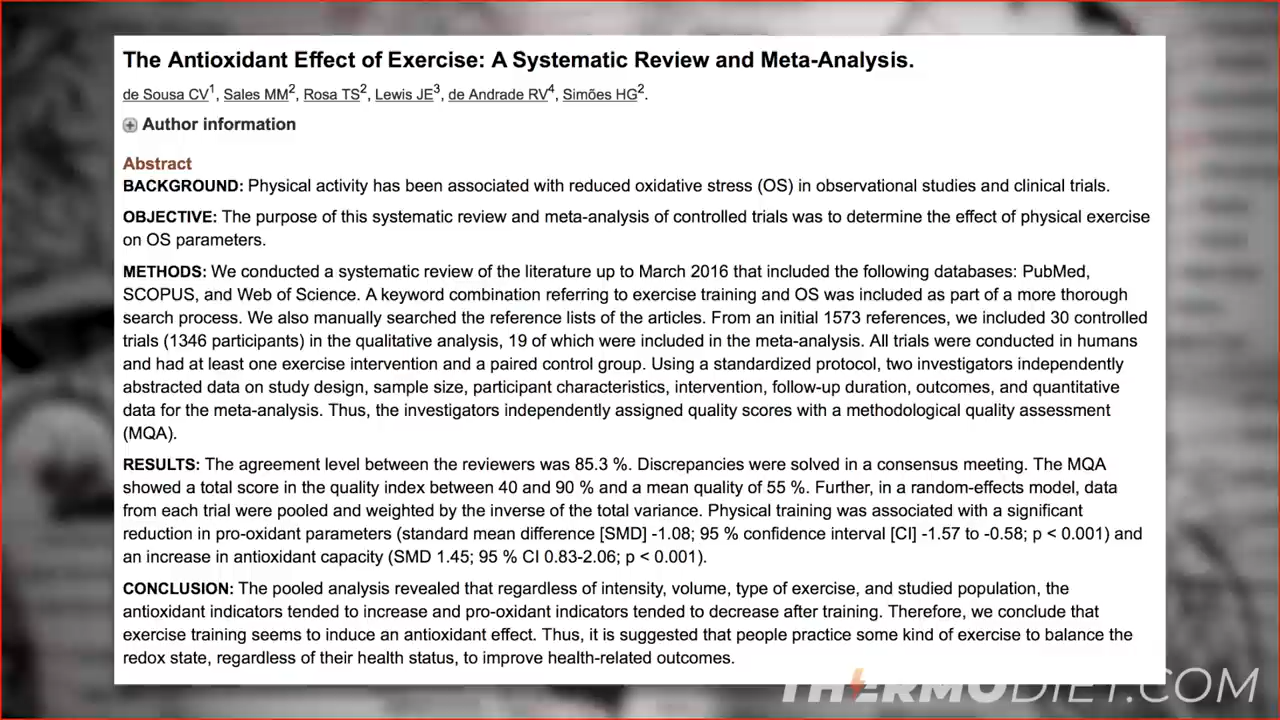 The Antioxidant Effect of Exercise: A Systematic Review and Meta-Analysis.
de Sousa CV1, Sales MM2, Rosa TS2, Lewis JE3, de Andrade RV4, Simões HG2.
Author information
Abstract
BACKGROUND: Physical activity has been associated with reduced oxidative stress (OS) in observational studies and clinical trials.
OBJECTIVE: The purpose of this systematic review and meta-analysis of controlled trials was to determine the effect of physical exercise
on OS parameters.
METHODS: We conducted a systematic review of the literature up to March 2016 that included the following databases: PubMed,
SCOPUS, and Web of Science. A keyword combination referring to exercise training and OS was included as part of a more thorough
search process. We also manually searched the reference lists of the articles. From an initial 1573 references, we included 30 controlled
trials (1346 participants) in the qualitative analysis, 19 of which were included in the meta-analysis. All trials were conducted in humans
and had at least one exercise intervention and a paired control group. Using a standardized protocol, two investigators independently
abstracted data on study design, sample size, participant characteristics, intervention, follow-up duration, outcomes, and quantitative
data for the meta-analysis. Thus, the investigators independently assigned quality scores with a methodological quality assessment
(MQA).
RESULTS: The agreement level between the reviewers was 85.3 %. Discrepancies were solved in a consensus meeting. The MQA
showed a total score in the quality index between 40 and 90 % and a mean quality of 55 %. Further, in a random-effects model, data
from each trial were pooled and weighted by the inverse of the total variance. Physical training was associated with a significant
reduction in pro-oxidant parameters (standard mean difference [SMD] -1.08; 95 % confidence interval [CI] -1.57 to -0.58; p < 0.001) and
an increase in antioxidant capacity (SMD 1.45; 95 % CI 0.83-2.06; p < 0.001).
CONCLUSION: The pooled analysis revealed that regardless of intensity, volume, type of exercise, and studied population, the
antioxidant indicators tended to increase and pro-oxidant indicators tended to decrease after training. Therefore, we conclude that
exercise training seems to induce an antioxidant effect. Thus, it is suggested that people practice some kind of exercise to balance the
redox state, regardless of their health status, to improve health-related outcomes.
THERMODIET.COM